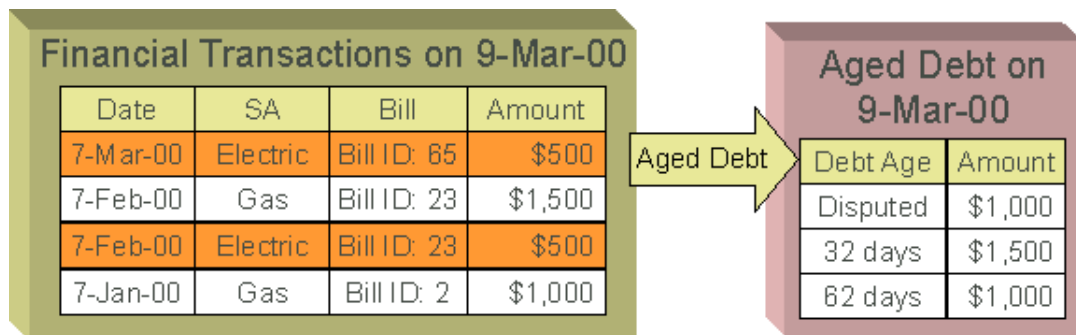 Financial Transactions on 9-Mar-00
Date SA Bill Amount
7-Mar-00 Electric Bill ID: 65 $500
7-Feb-00 Gas Bill ID: 23 $1,500
7-Feb-00 Electric Bill ID: 23 $500
7-Jan-00 Gas Bill ID: 2 $1,000
Aged Debt
Aged Debt on
9-Mar-00
Debt Age Amount
Disputed $1,000
32 days $1,500
62 days $1,000